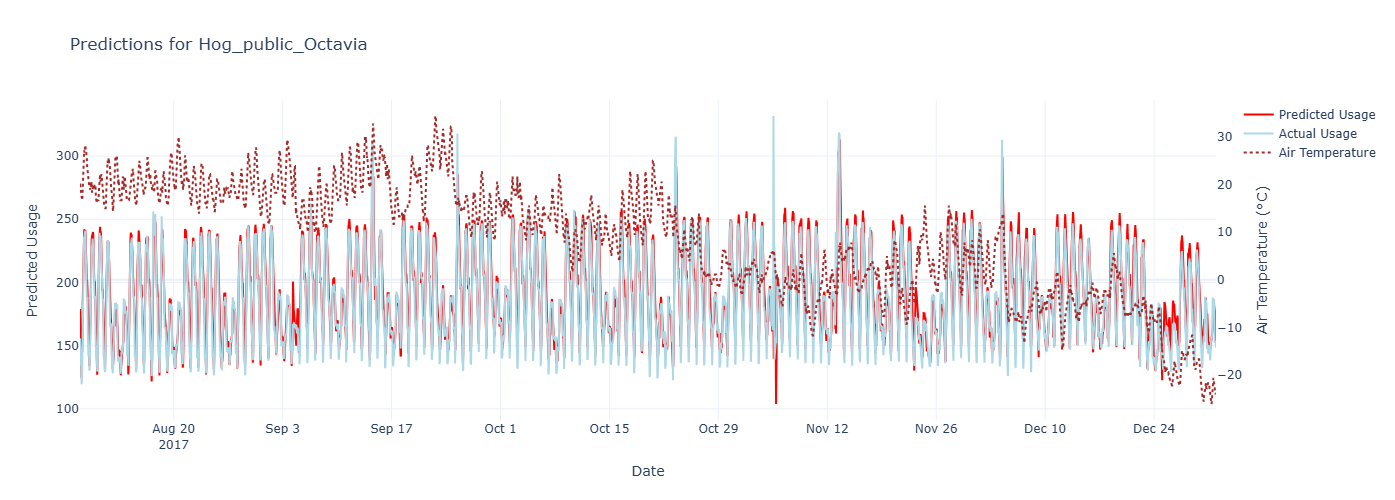 Predictions for Hog_public_Octavia
Predicted Usage
Actual Usage
Air Temperature
Predicted Usage
300
250
200
150
100
30
20
10
0
−10
−20
Air Temperature (°C)
Aug 20
2017
Sep 3
Sep 17
Oct 1
Oct 15
Oct 29
Nov 12
Nov 26
Dec 10
Dec 24
Date